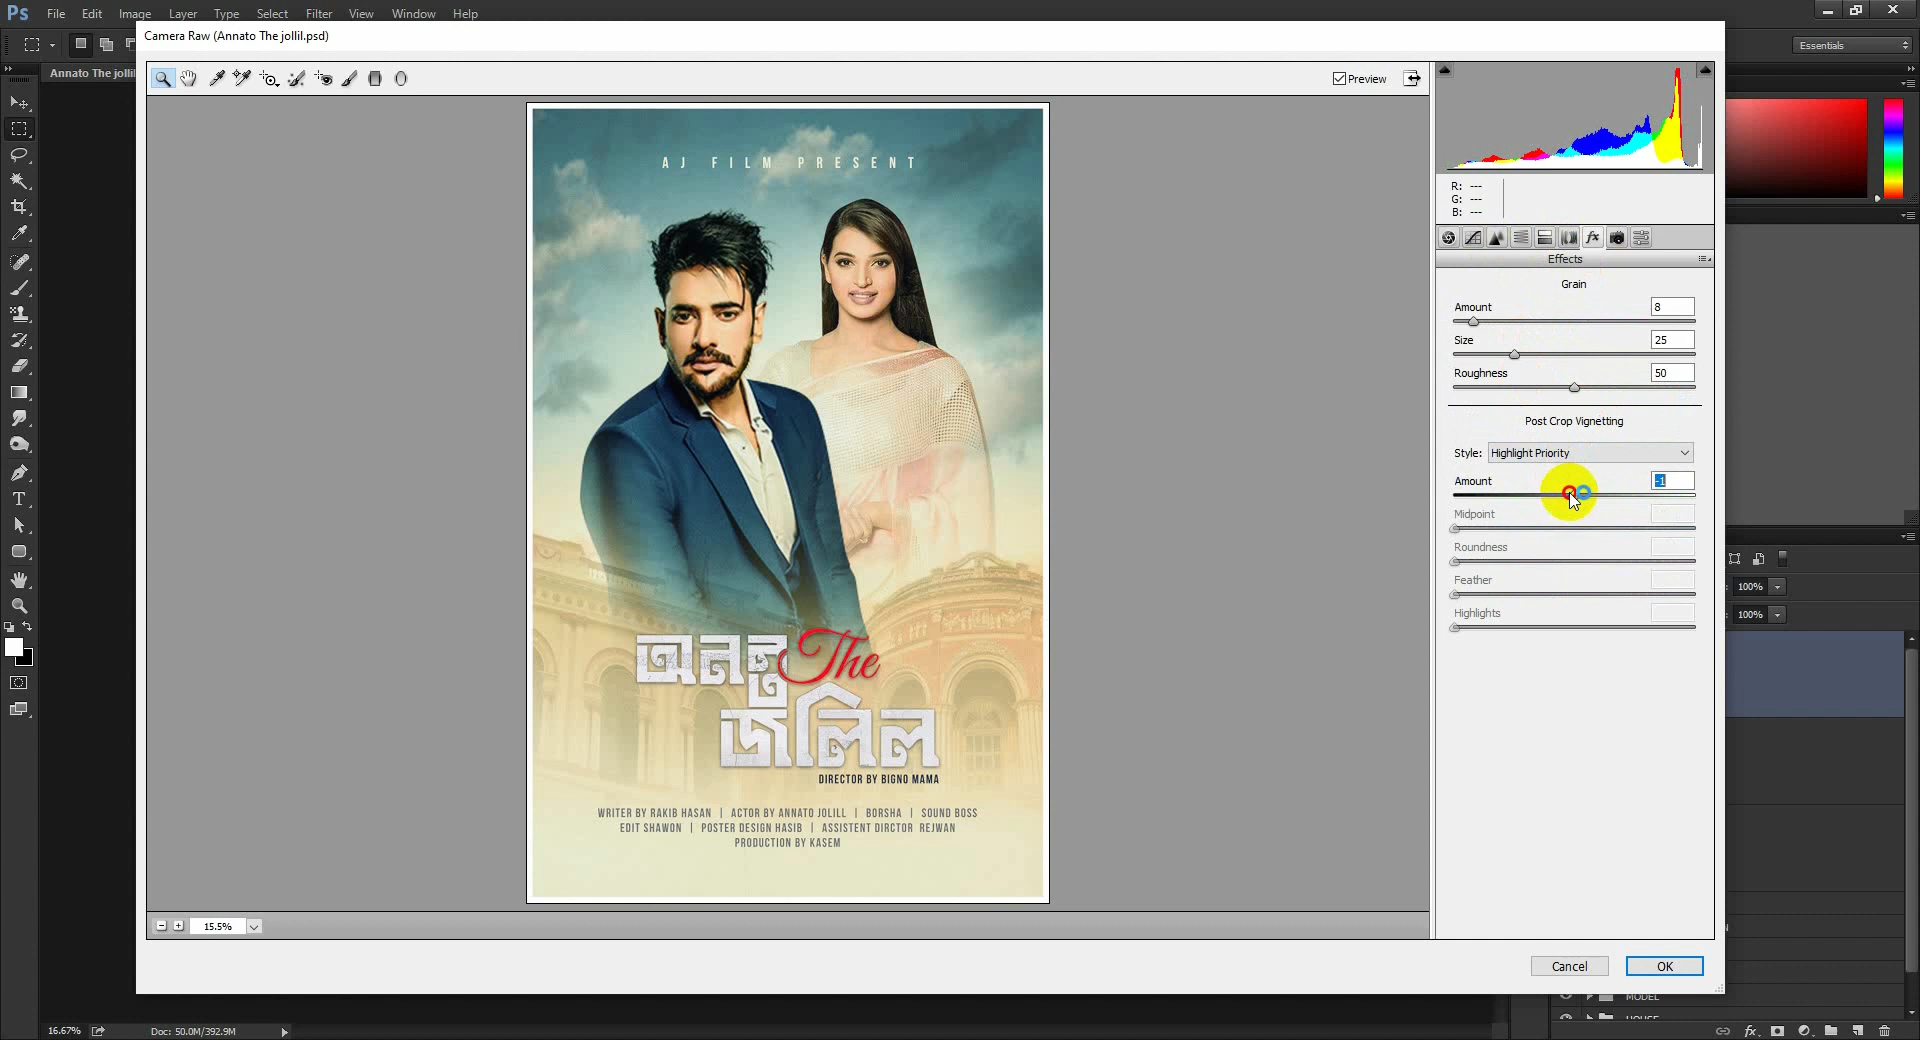 Ps File Edit Image Layer Type Select Filter View Window Help
Camera Raw (Annato The jollil.psd)
Essentials
Annato The jollil
Preview
R: ---
G: ---
B: ---
Effects
Grain
Amount 8
Size 25
Roughness 50
Post Crop Vignetting
Style: Highlight Priority
Amount -1
Midpoint
Roundness
Feather
Highlights
100%
100%
AJ FILM PRESENT
অনন্ত The
জলিল
DIRECTOR BY BIGNO MAMA
WRITER BY RAKIB HASAN | ACTOR BY ANNATO JOLILL | BORSHA | SOUND BOSS
EDIT SHAWON | POSTER DESIGN HASIB | ASSISTENT DIRCTOR REJWAN
PRODUCTION BY KASEM
15.5%
Cancel OK
MODEL
HOUSE
16.67% Doc: 50.0M/392.9M